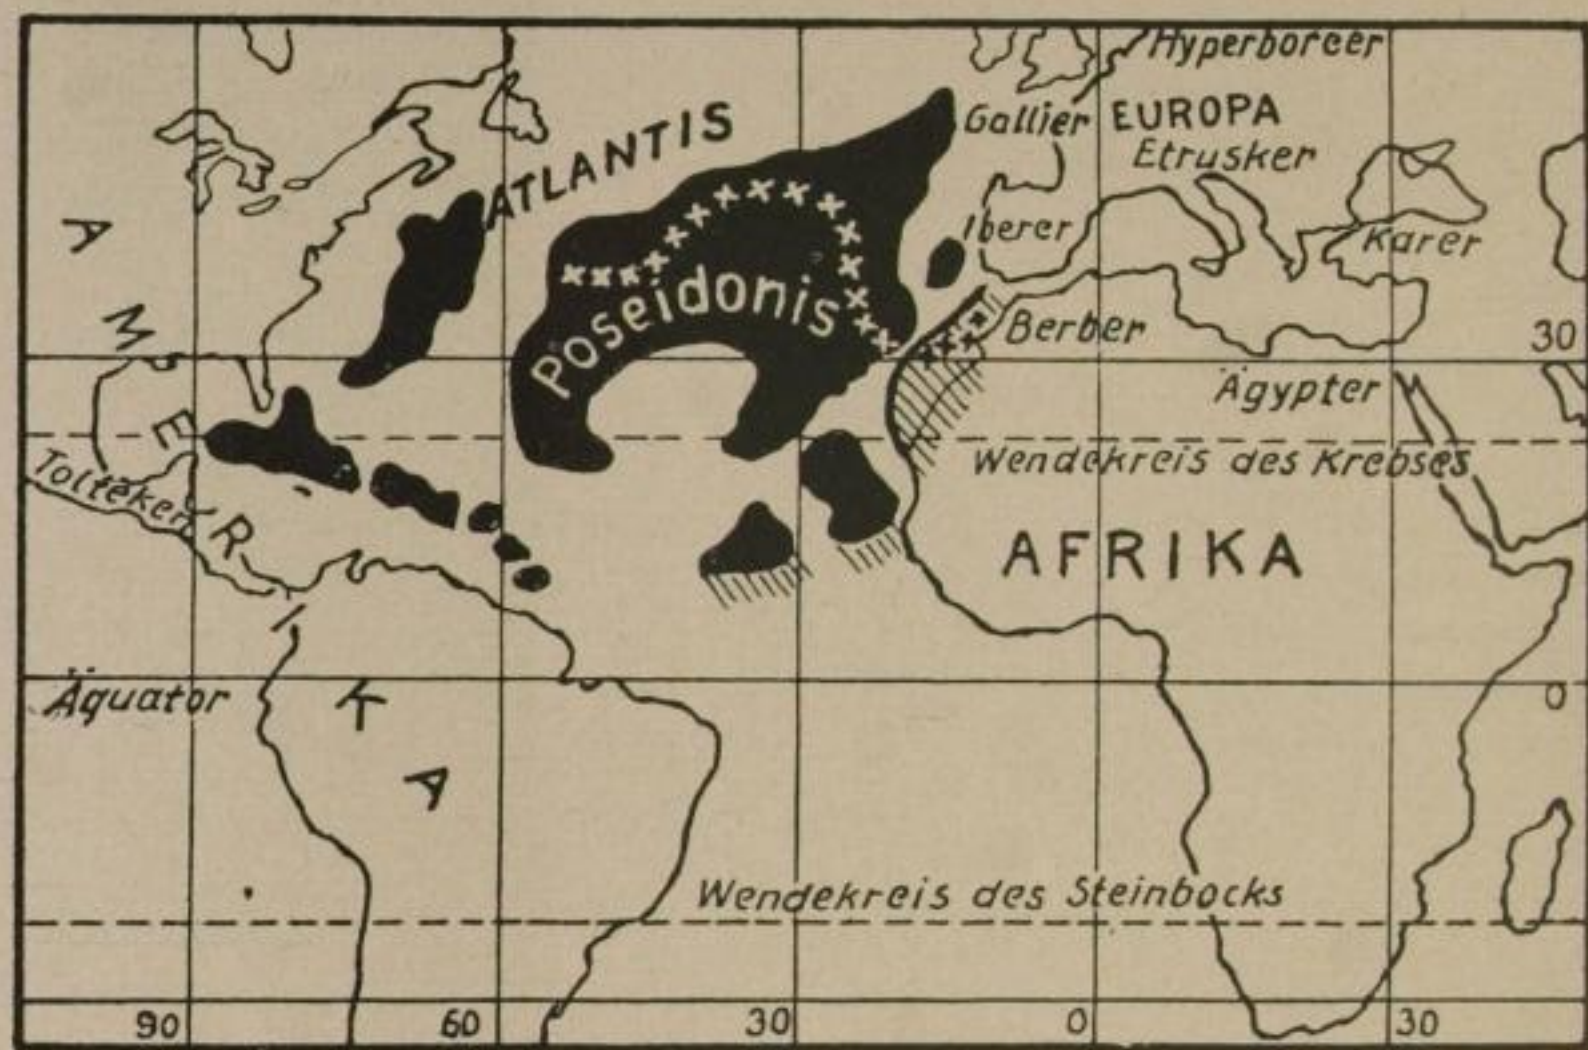 Hyperboreer
Gallier
EUROPA
Etrusker
ATLANTIS
Iberer
Karer
Poseidonis
Berber
30
Ägypter
Wendekreis des Krebses
Tolteken
AMERIKA
AFRIKA
Äquator
0
Wendekreis des Steinbocks
90
60
30
0
30